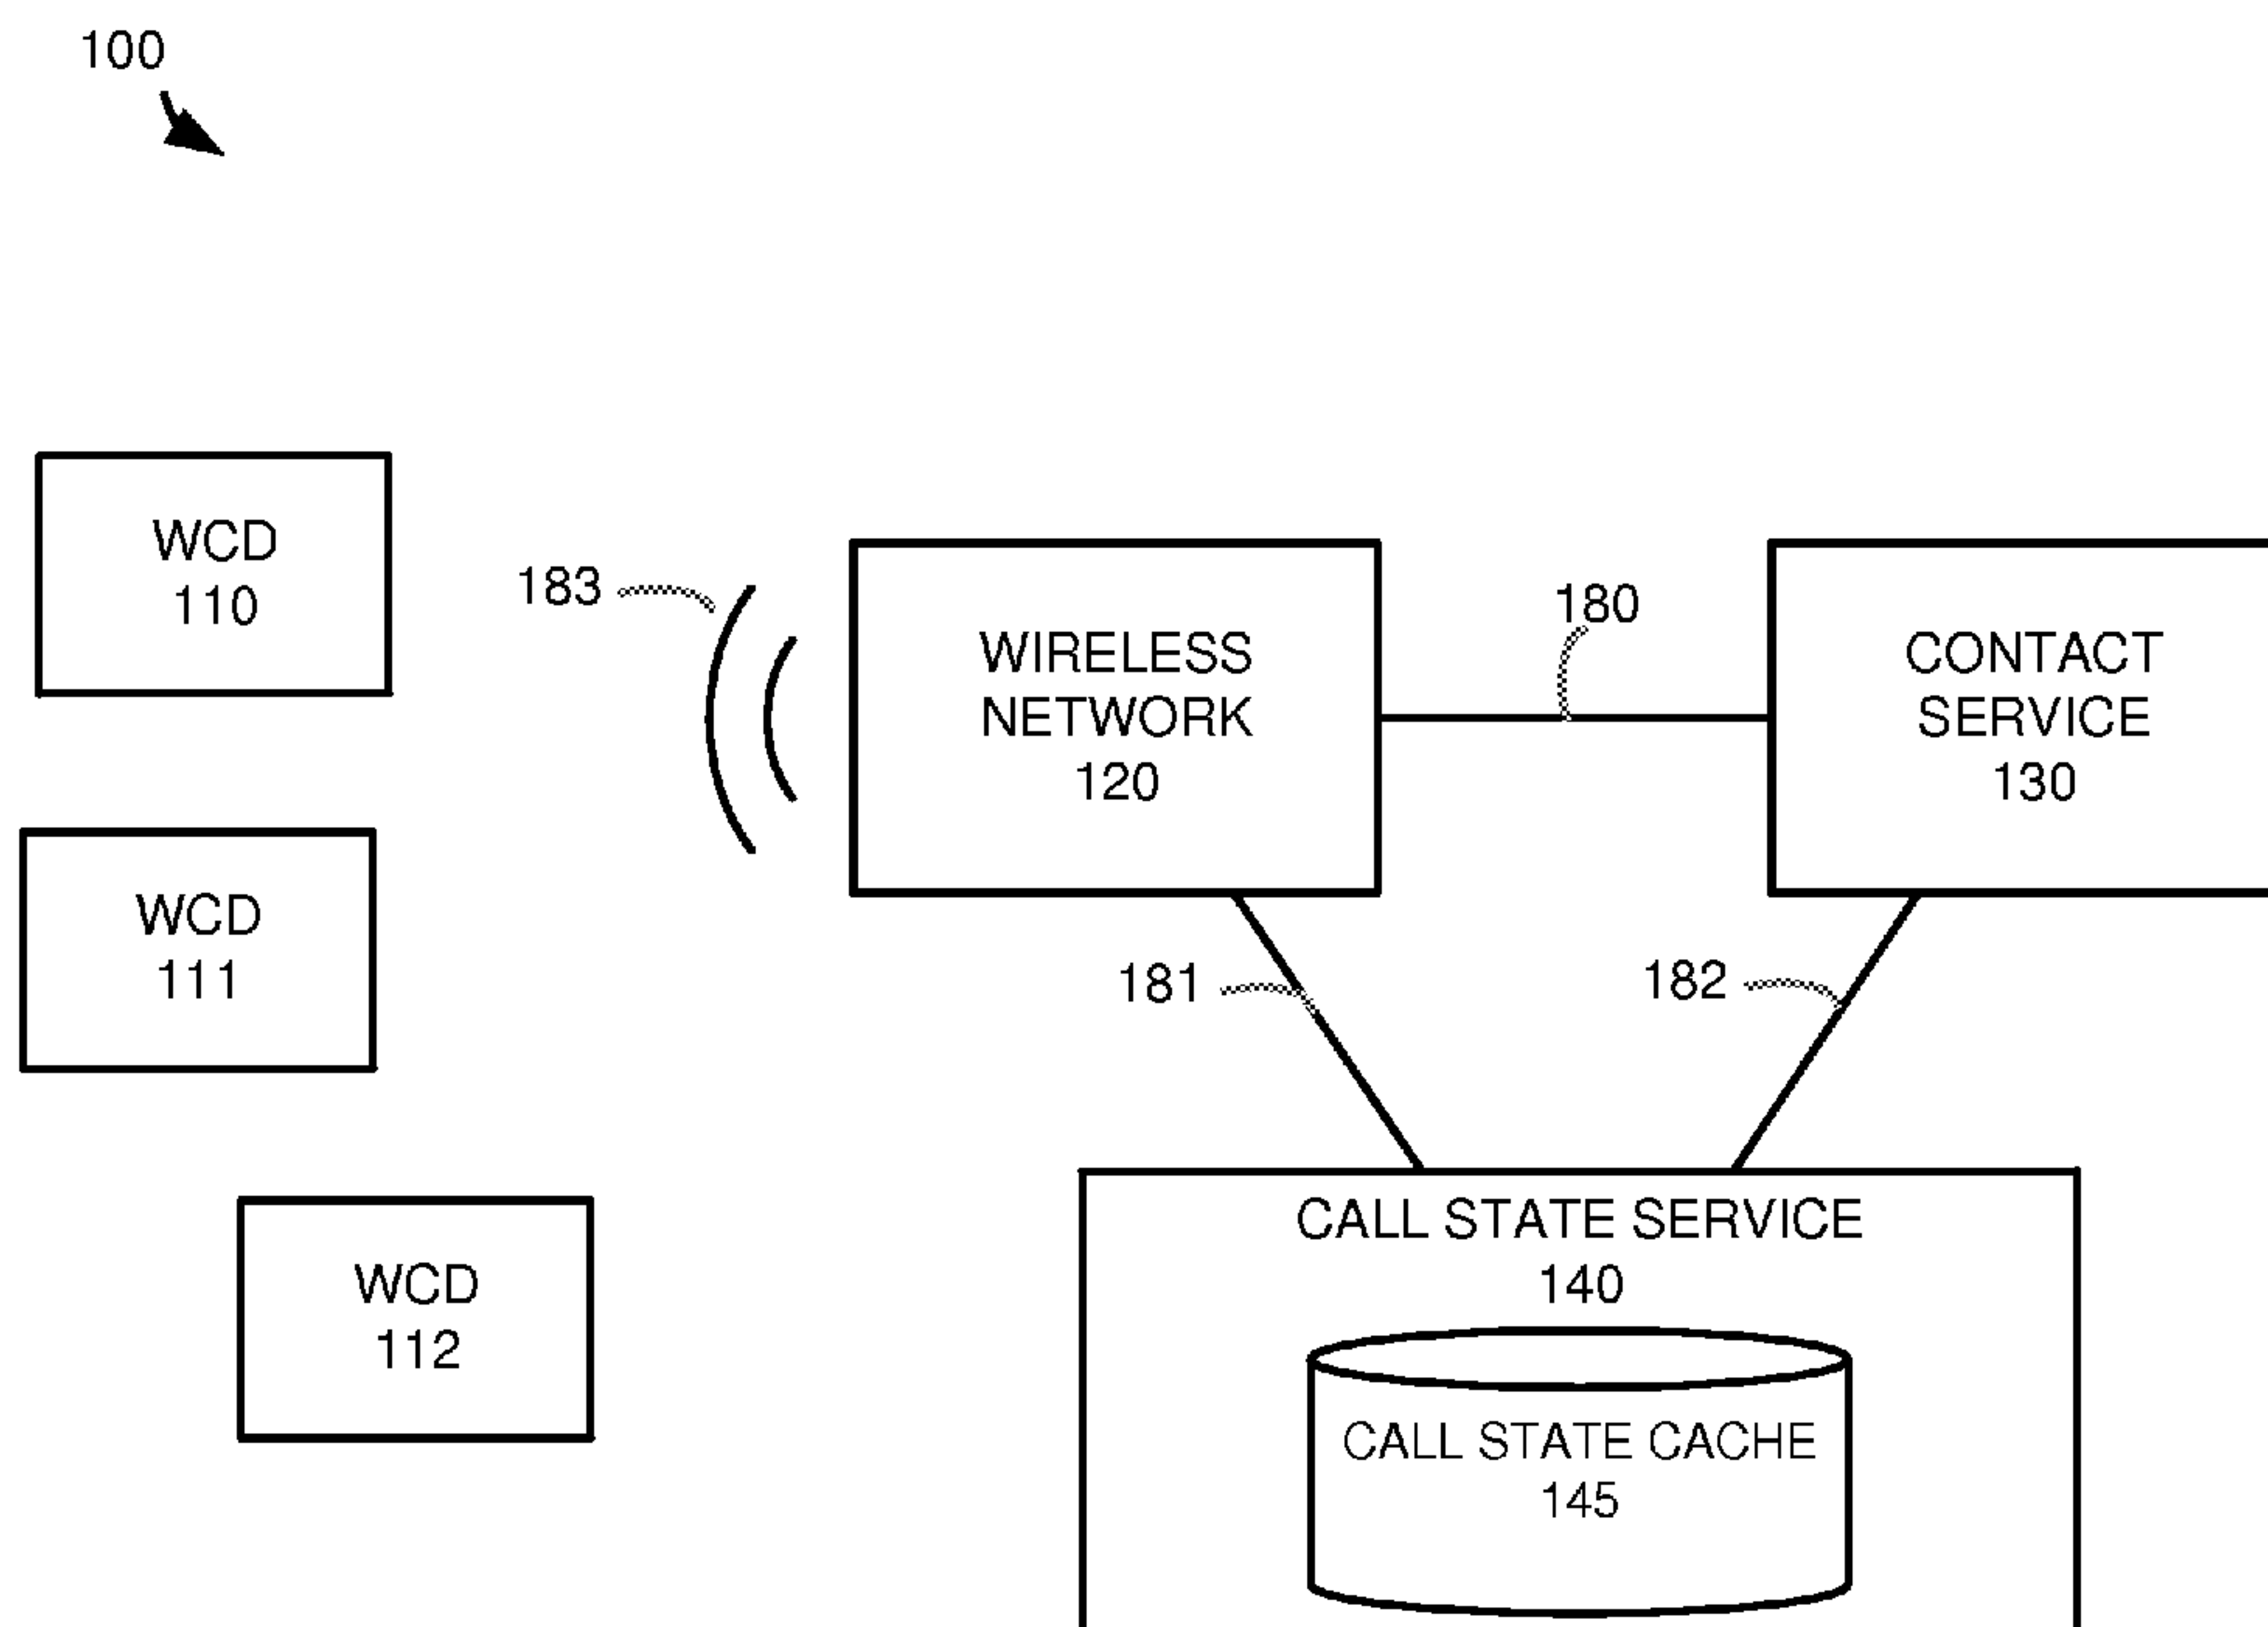 100
WCD
110
183
WIRELESS
NETWORK
120
180
CONTACT
SERVICE
130
WCD
111
181
182
WCD
112
CALL STATE SERVICE
140
CALL STATE CACHE
145